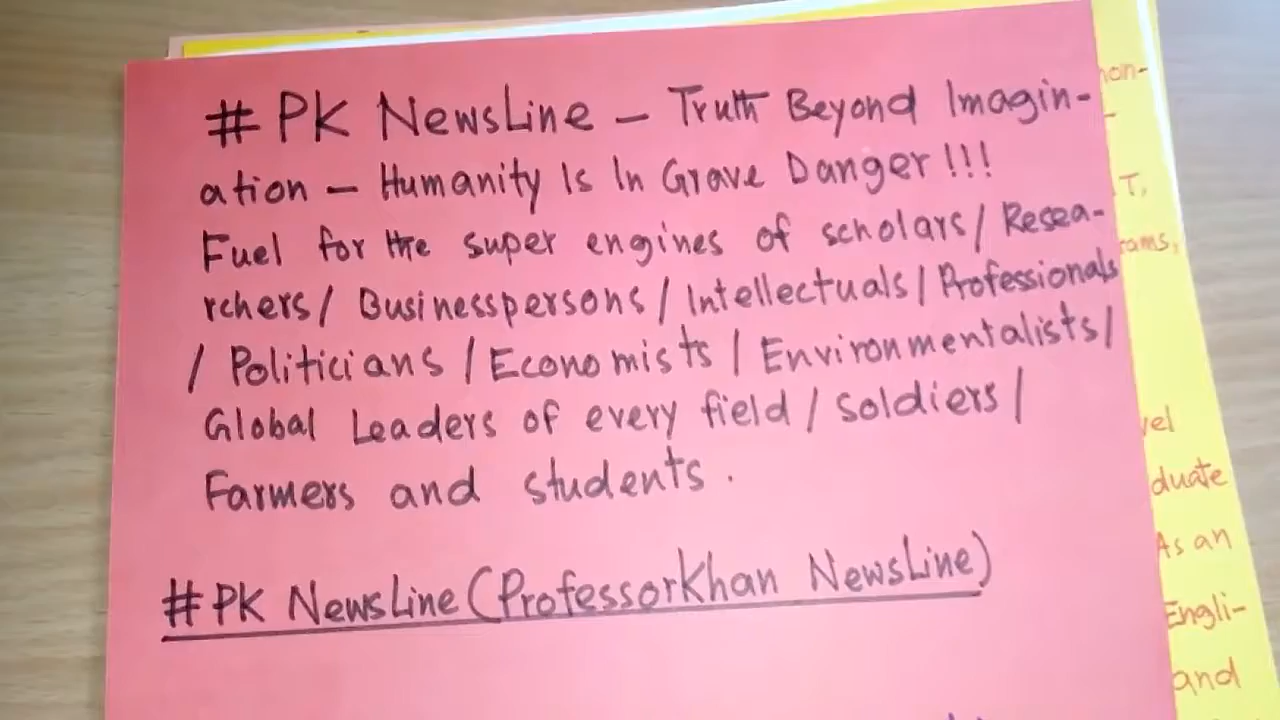 # PK NewsLine – Truth Beyond Imagin-
ation – Humanity Is In Grave Danger!!!
Fuel for the super engines of scholars/ Resea-
rchers/ Businesspersons/ Intellectuals/ Professionals
/ Politicians / Economists / Environmentalists/
Global Leaders of every field / Soldiers /
Farmers and students.
# PK NewsLine (ProfessorKhan NewsLine)
non-
T,
rams,
vel
duate
As an
Engli-
and